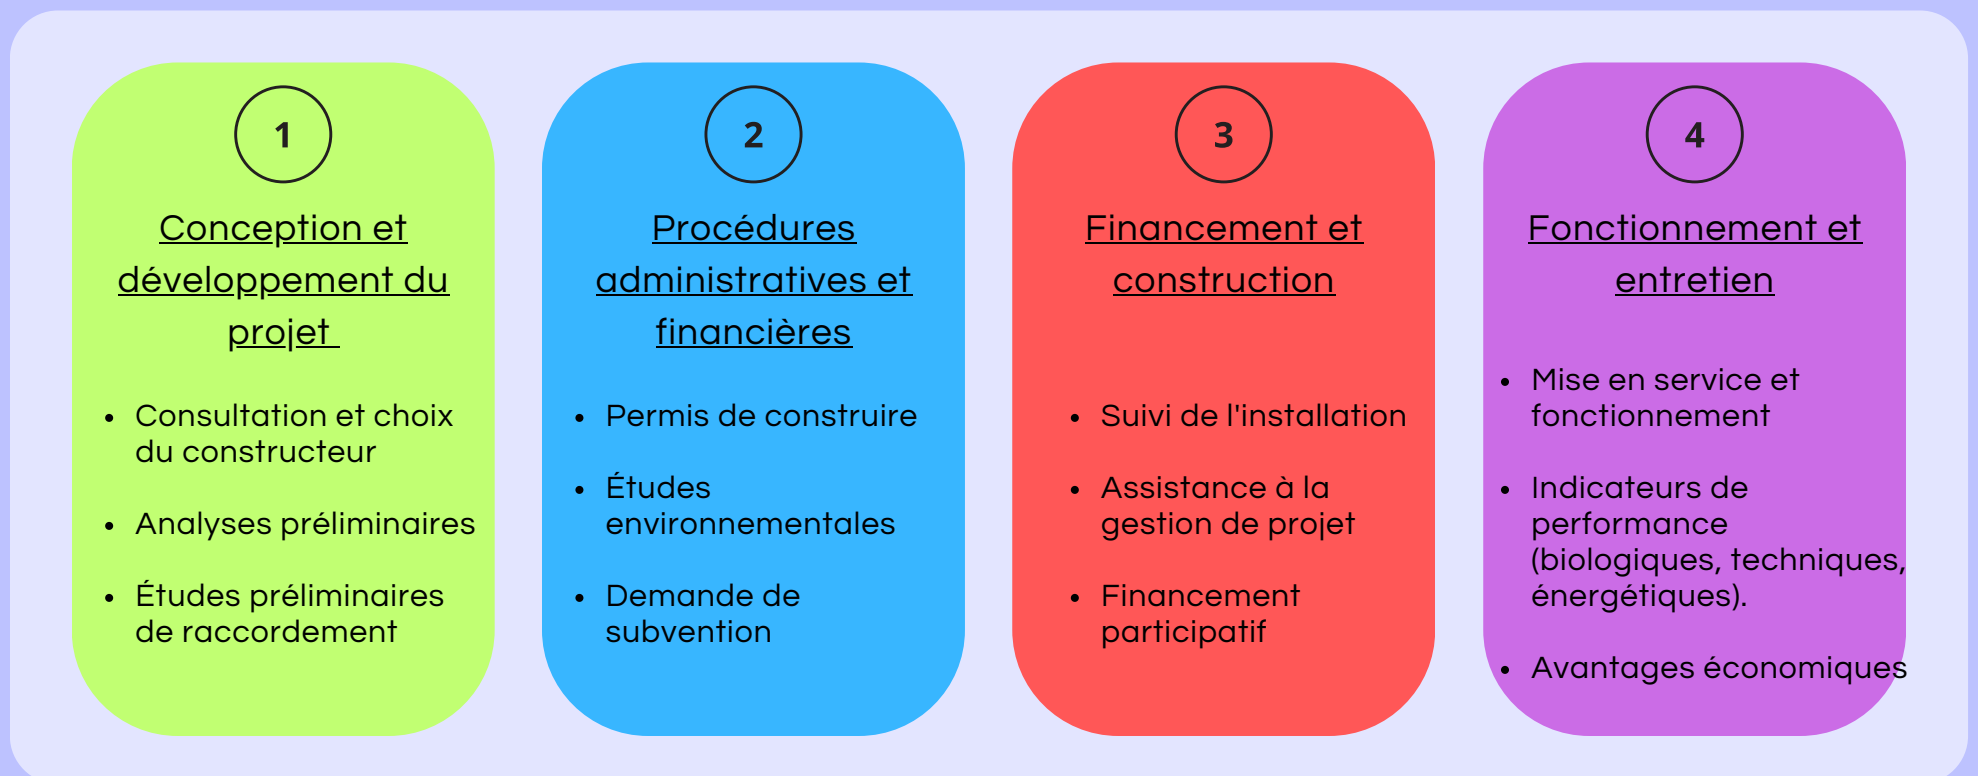 1
Conception et
développement du
projet
• Consultation et choix
du constructeur
• Analyses préliminaires
• Études préliminaires
de raccordement
2
Procédures
administratives et
financières
• Permis de construire
• Études
environnementales
• Demande de
subvention
3
Financement et
construction
• Suivi de l'installation
• Assistance à la
gestion de projet
• Financement
participatif
4
Fonctionnement et
entretien
• Mise en service et
fonctionnement
• Indicateurs de
performance
(biologiques, techniques,
énergétiques).
• Avantages économiques